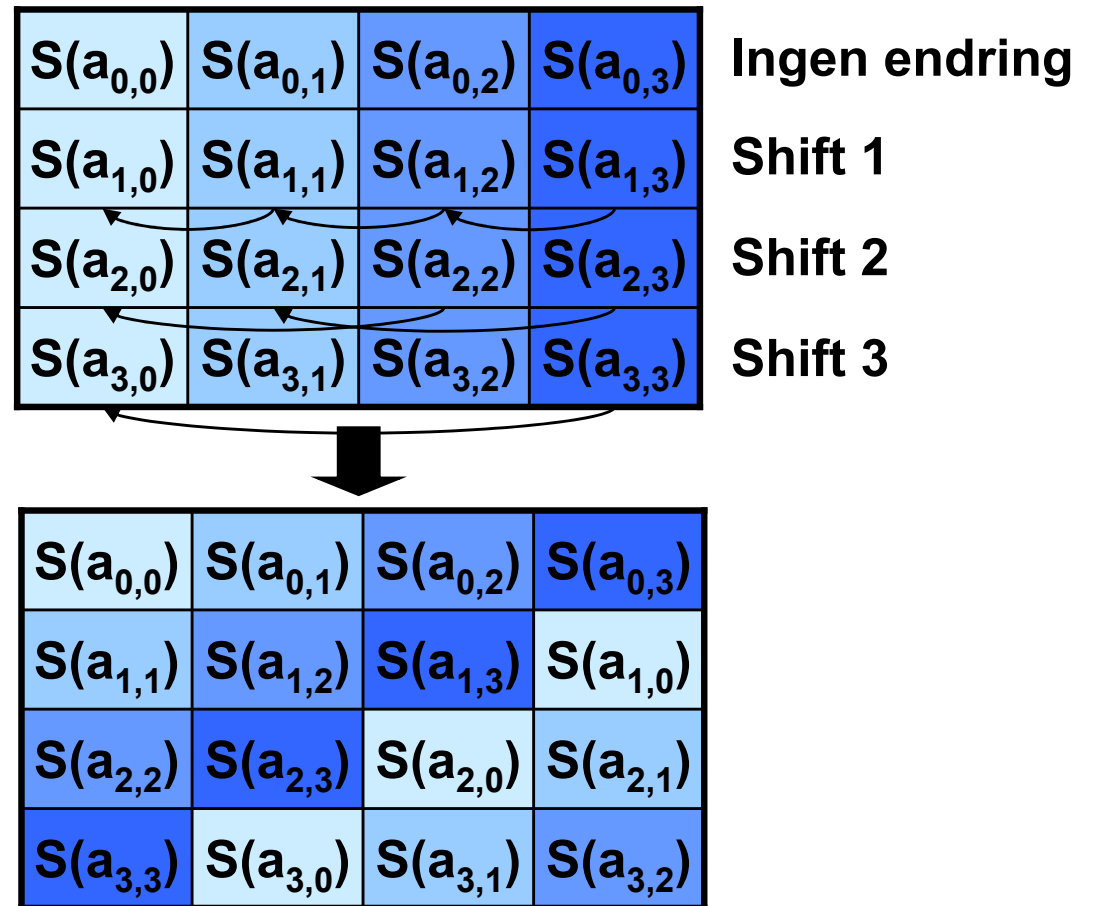 S(a0,0) S(a0,1) S(a0,2) S(a0,3) Ingen endring
S(a1,0) S(a1,1) S(a1,2) S(a1,3) Shift 1
S(a2,0) S(a2,1) S(a2,2) S(a2,3) Shift 2
S(a3,0) S(a3,1) S(a3,2) S(a3,3) Shift 3
S(a0,0) S(a0,1) S(a0,2) S(a0,3)
S(a1,1) S(a1,2) S(a1,3) S(a1,0)
S(a2,2) S(a2,3) S(a2,0) S(a2,1)
S(a3,3) S(a3,0) S(a3,1) S(a3,2)